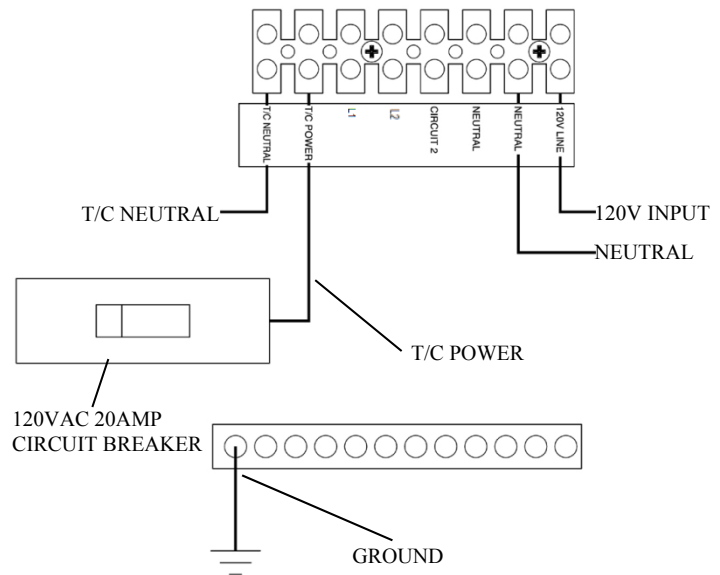 T/C NEUTRAL
T/C POWER
L1
L2
CIRCUIT 2
NEUTRAL
NEUTRAL
120V LINE
T/C NEUTRAL
120V INPUT
NEUTRAL
T/C POWER
120VAC 20AMP
CIRCUIT BREAKER
GROUND